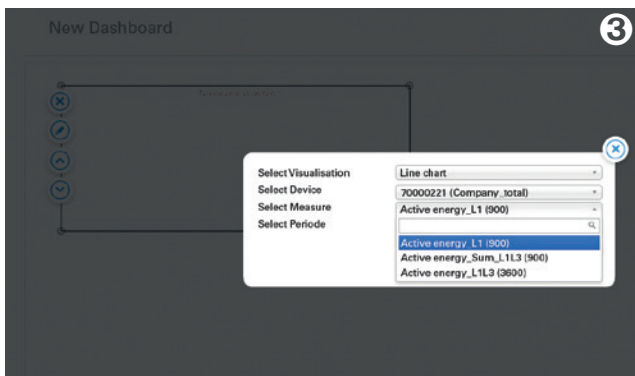 New Dashboard
3
Select Visualisation
Line chart
Select Device
70000221 (Company_total)
Select Measure
Active energy_L1 (900)
Select Periode
Active energy_L1 (900)
Active energy_Sum_L1L3 (900)
Active energy_L1L3 (3600)